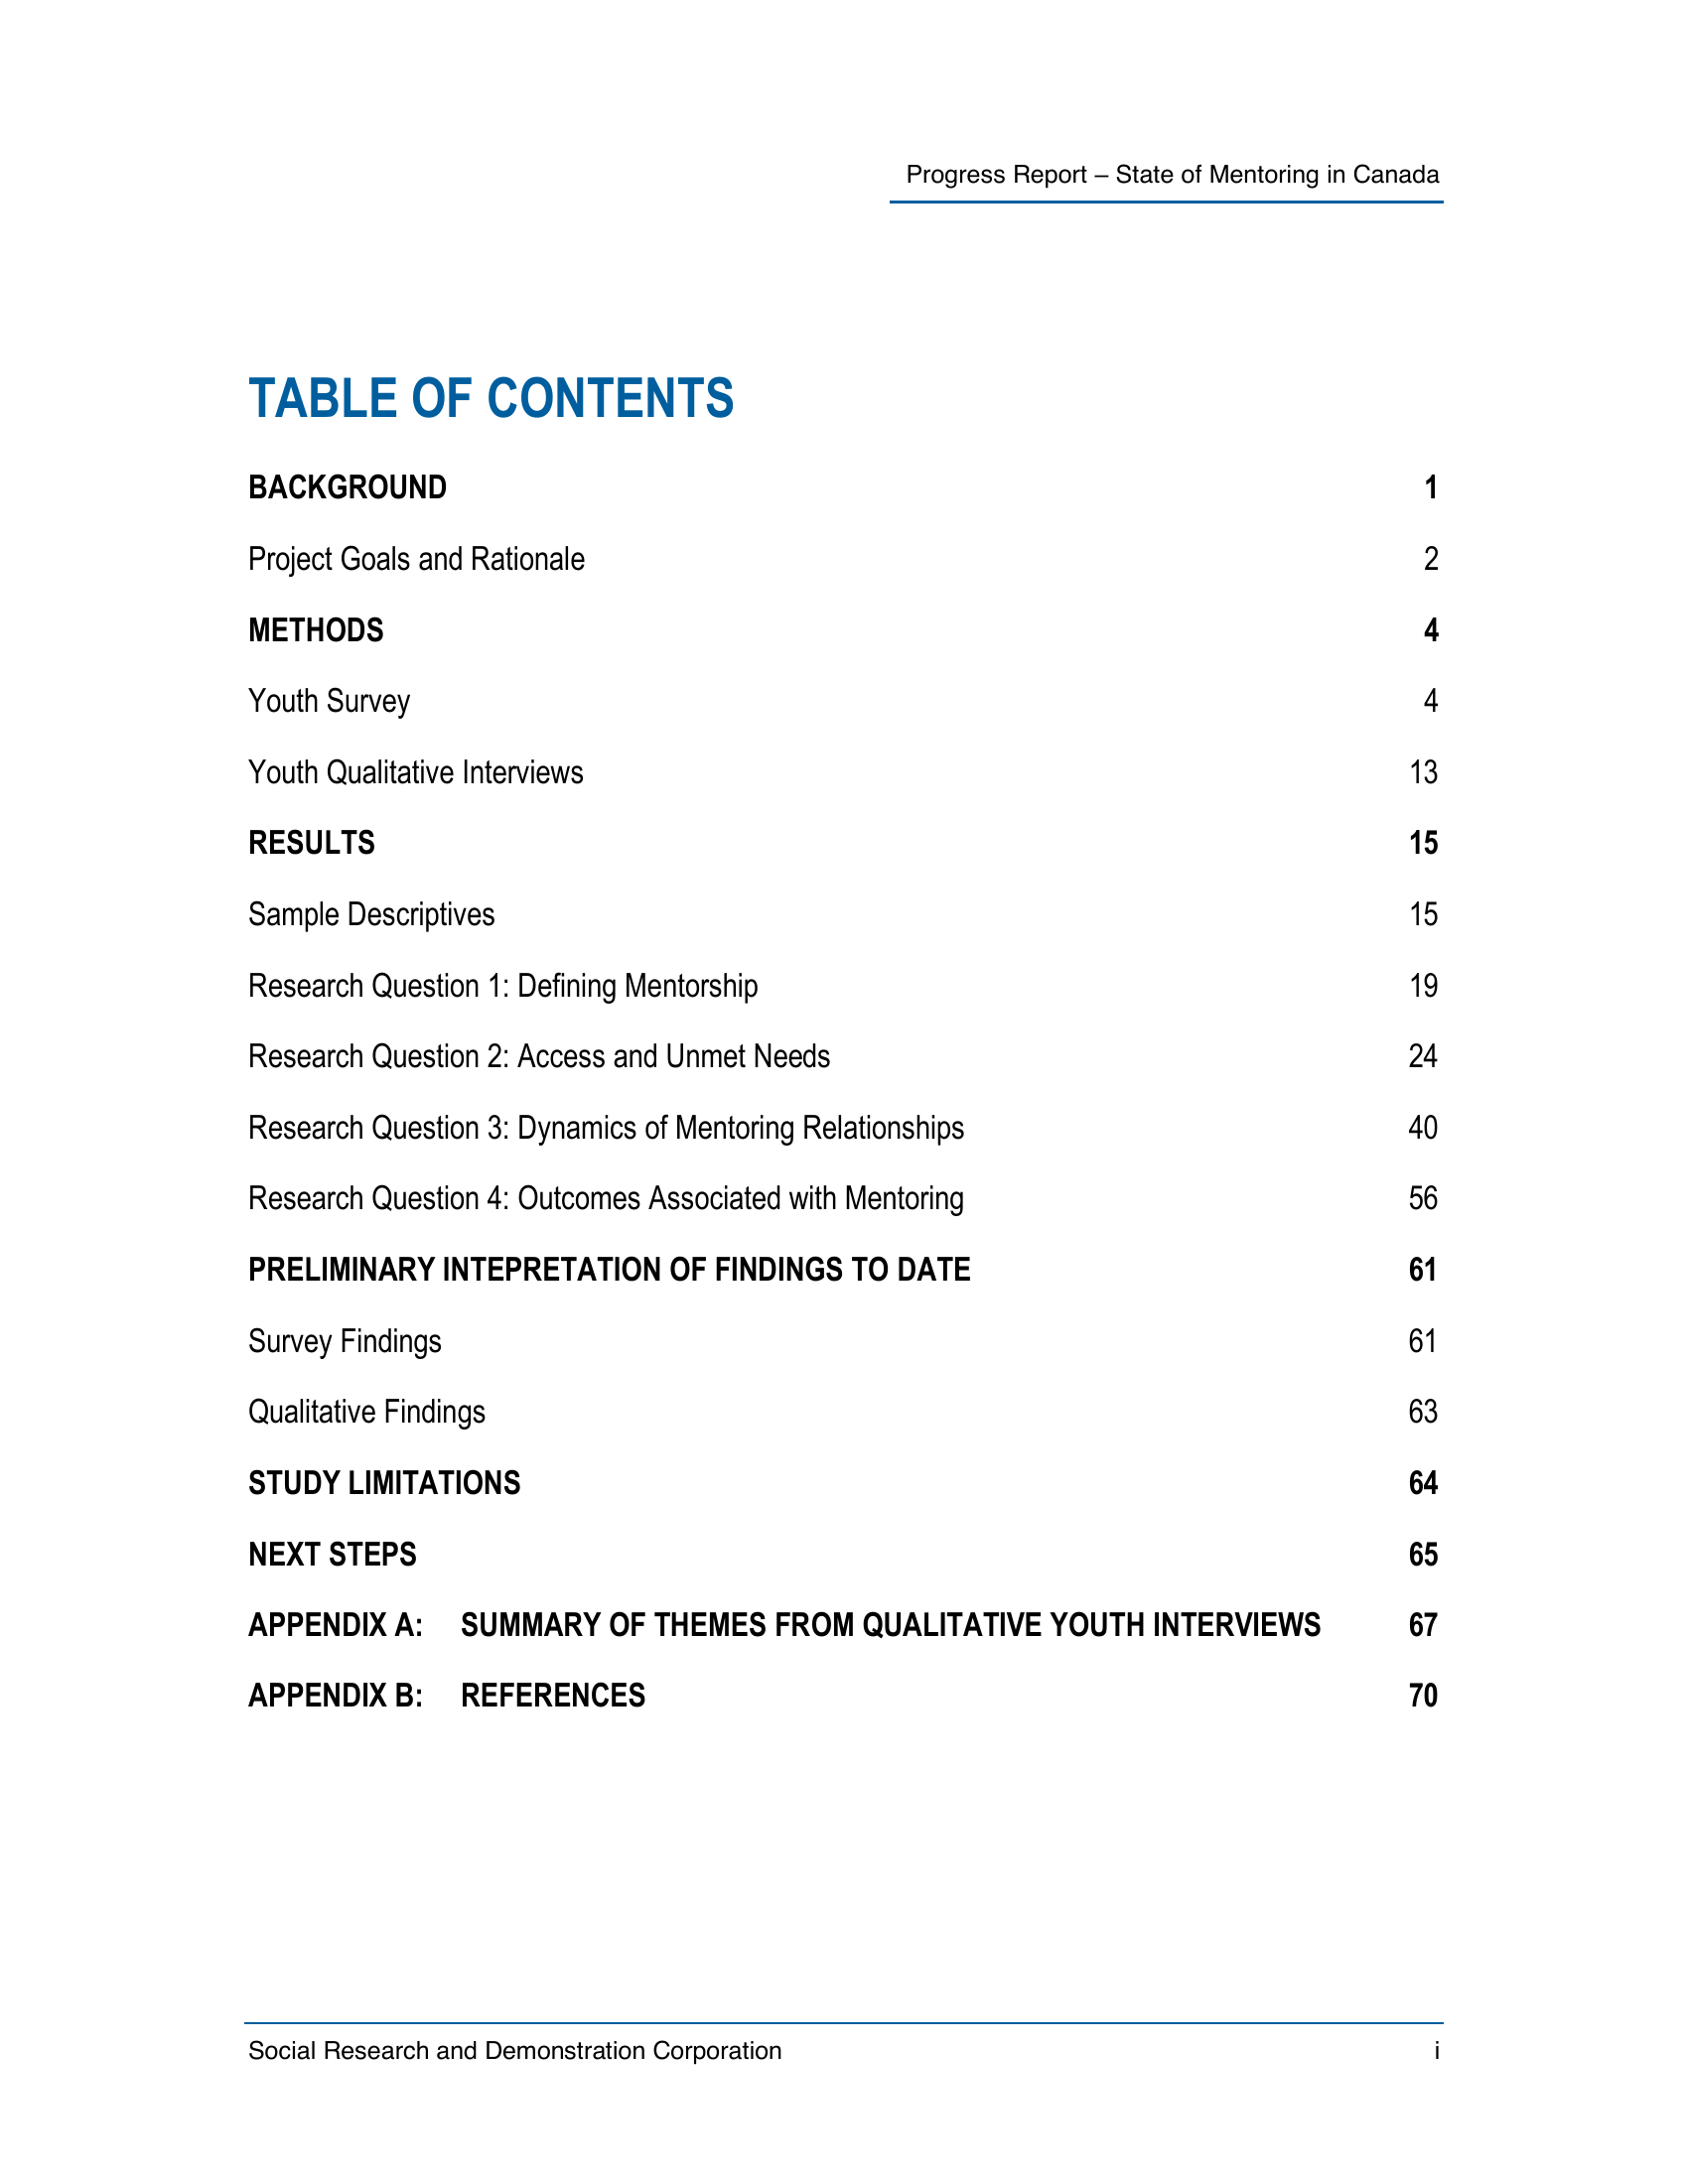 Progress Report – State of Mentoring in Canada
TABLE OF CONTENTS
BACKGROUND 1
Project Goals and Rationale 2
METHODS 4
Youth Survey 4
Youth Qualitative Interviews 13
RESULTS 15
Sample Descriptives 15
Research Question 1: Defining Mentorship 19
Research Question 2: Access and Unmet Needs 24
Research Question 3: Dynamics of Mentoring Relationships 40
Research Question 4: Outcomes Associated with Mentoring 56
PRELIMINARY INTEPRETATION OF FINDINGS TO DATE 61
Survey Findings 61
Qualitative Findings 63
STUDY LIMITATIONS 64
NEXT STEPS 65
APPENDIX A: SUMMARY OF THEMES FROM QUALITATIVE YOUTH INTERVIEWS 67
APPENDIX B: REFERENCES 70
Social Research and Demonstration Corporation i